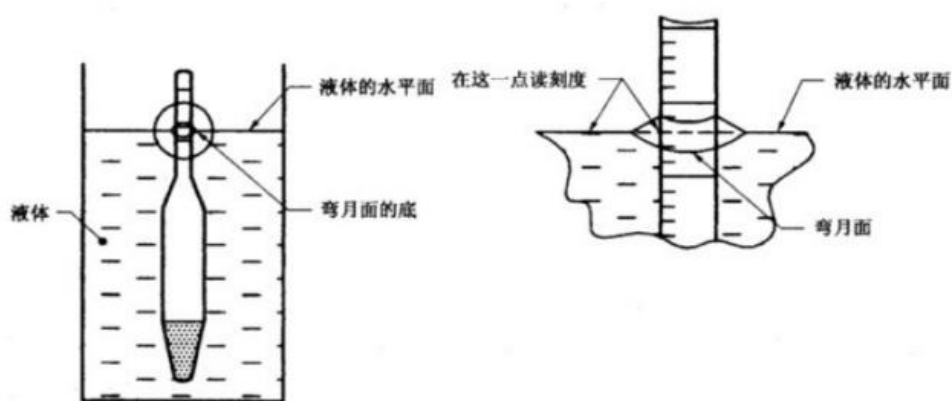 液体的水平面
弯月面的底
液体
在这一点读刻度
液体的水平面
弯月面